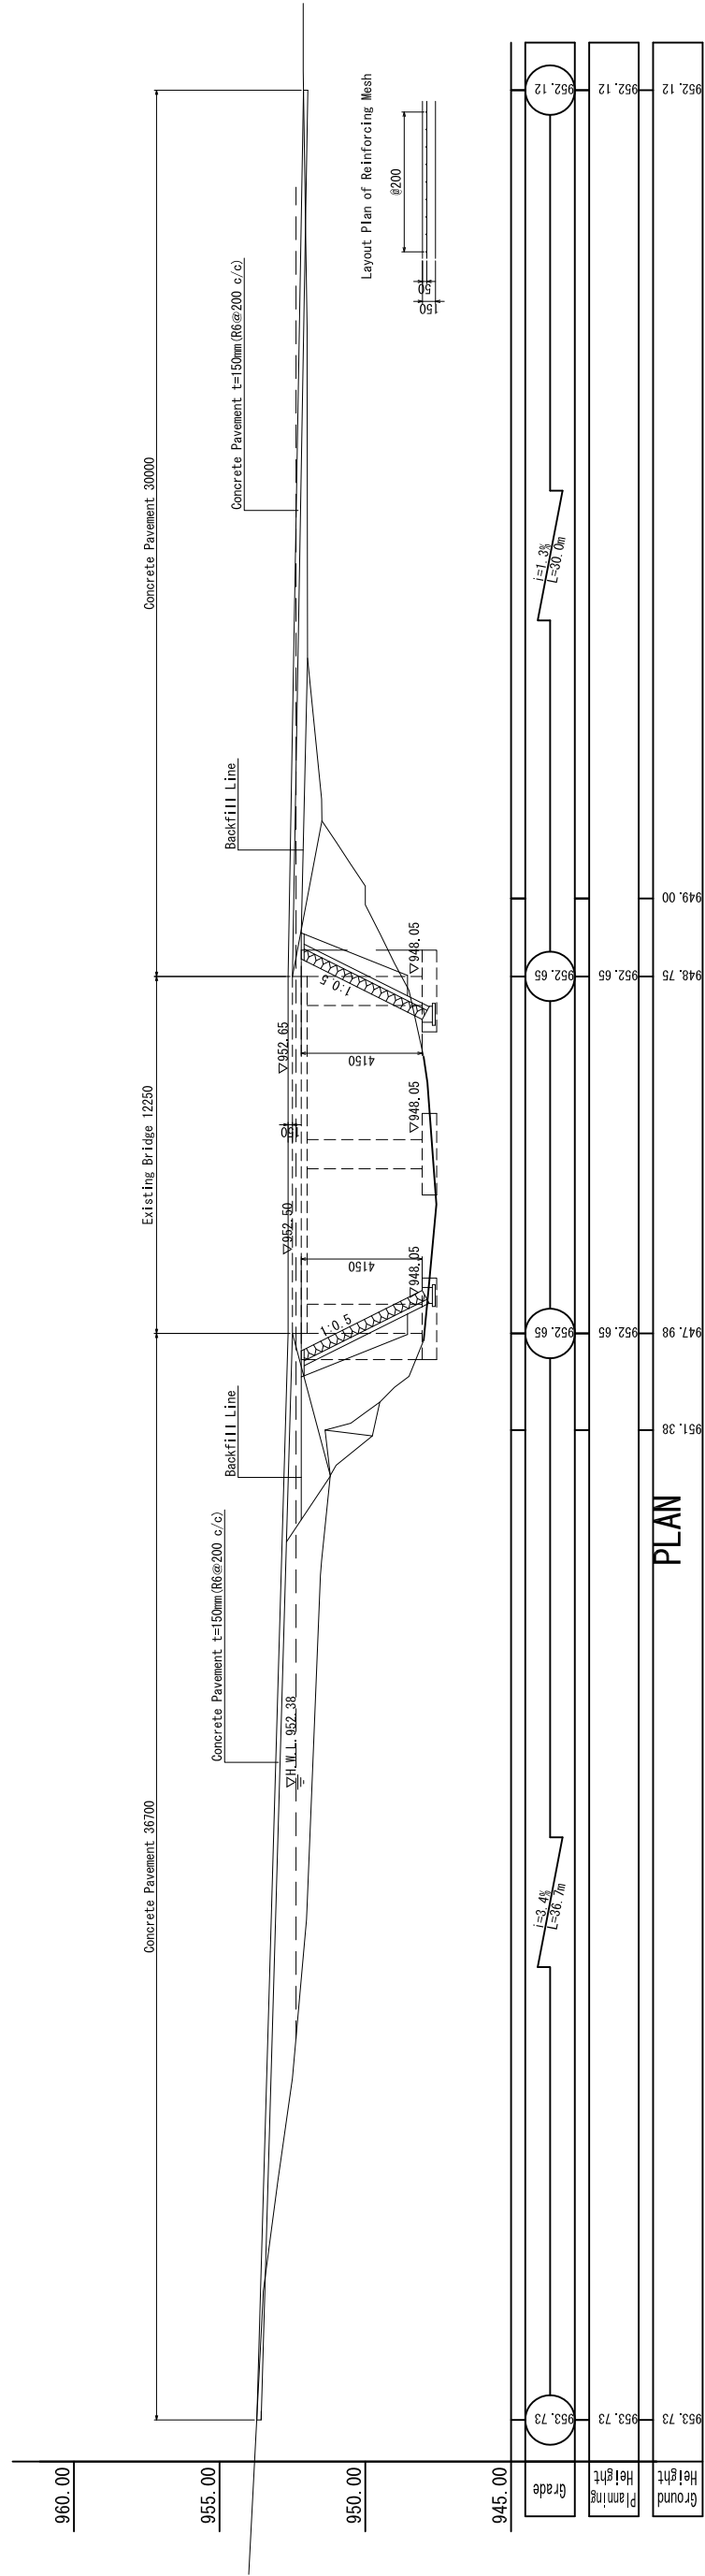 Concrete Pavement 36700
Existing Bridge 12250
Concrete Pavement 30000
Concrete Pavement t=150mm(R6@200 c/c)
Backfill Line
Backfill Line
Concrete Pavement t=150mm(R6@200 c/c)
▽H.W.L. 952.38
▽952.50
150
▽952.65
1:0.5
4150
▽948.05
▽948.05
4150
1:0.5
▽948.05
Layout Plan of Reinforcing Mesh
@200
50
150
960.00
955.00
950.00
945.00
Grade
953.73
i=3.4%
L=36.7m
952.65
952.65
i=1.3%
L=30.0m
952.12
Planning
Height
953.73
952.65
952.65
952.12
Ground
Height
953.73
951.38
947.98
948.75
949.00
952.12
PLAN